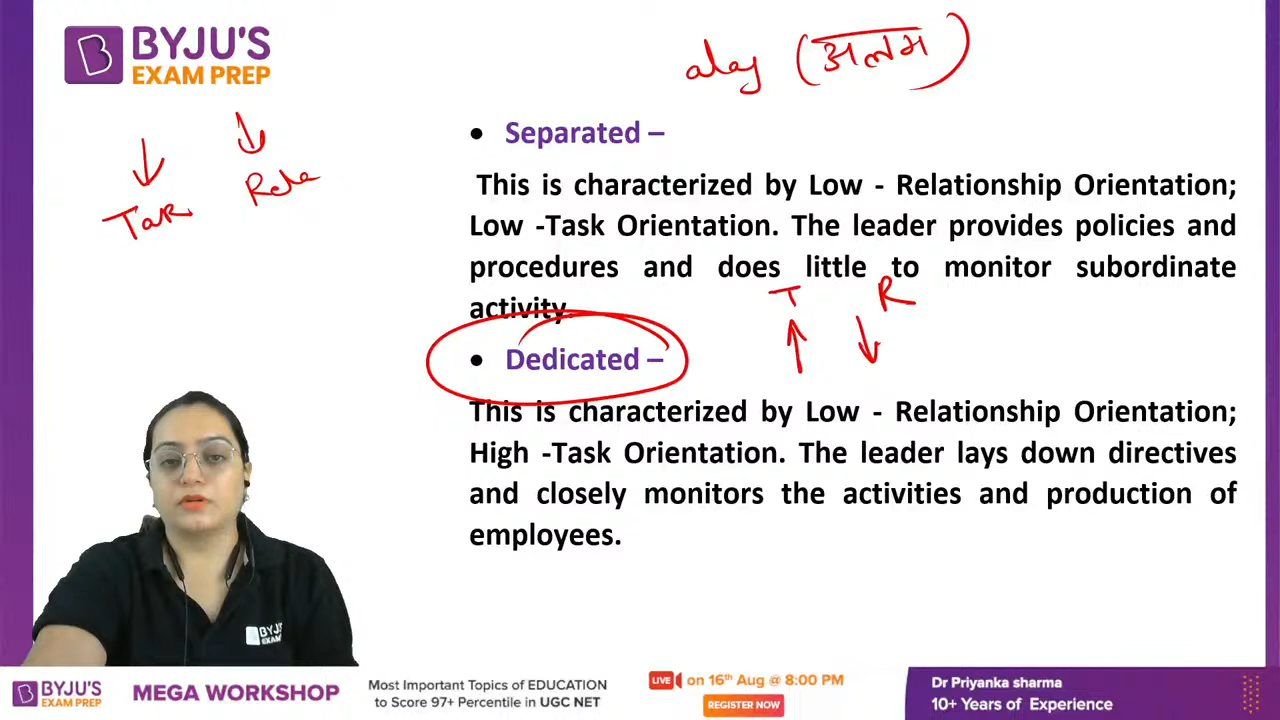 BYJU'S
EXAM PREP
(अलग)
Separated –
This is characterized by Low - Relationship Orientation;
Low -Task Orientation. The leader provides policies and
procedures and does little to monitor subordinate
activity.
T R
Dedicated –
This is characterized by Low - Relationship Orientation;
High -Task Orientation. The leader lays down directives
and closely monitors the activities and production of
employees.
BYJU'S
EXAM
BYJU'S
EXAM PREP
MEGA WORKSHOP
Most Important Topics of EDUCATION
to Score 97+ Percentile in UGC NET
LIVE on 16th Aug @ 8:00 PM
REGISTER NOW
Dr Priyanka sharma
10+ Years of Experience